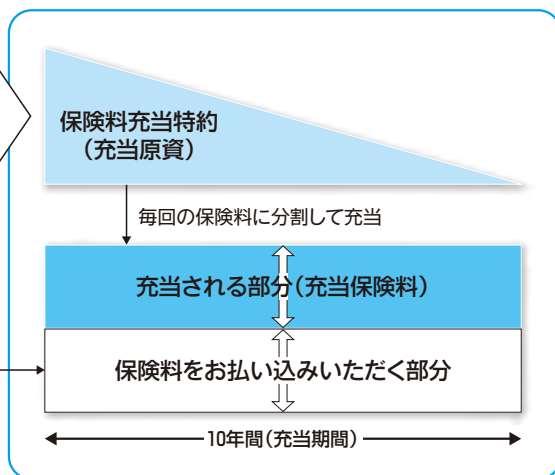 保険料充当特約
(充当原資)
毎回の保険料に分割して充当
充当される部分(充当保険料)
保険料をお払い込みいただく部分
10年間(充当期間)